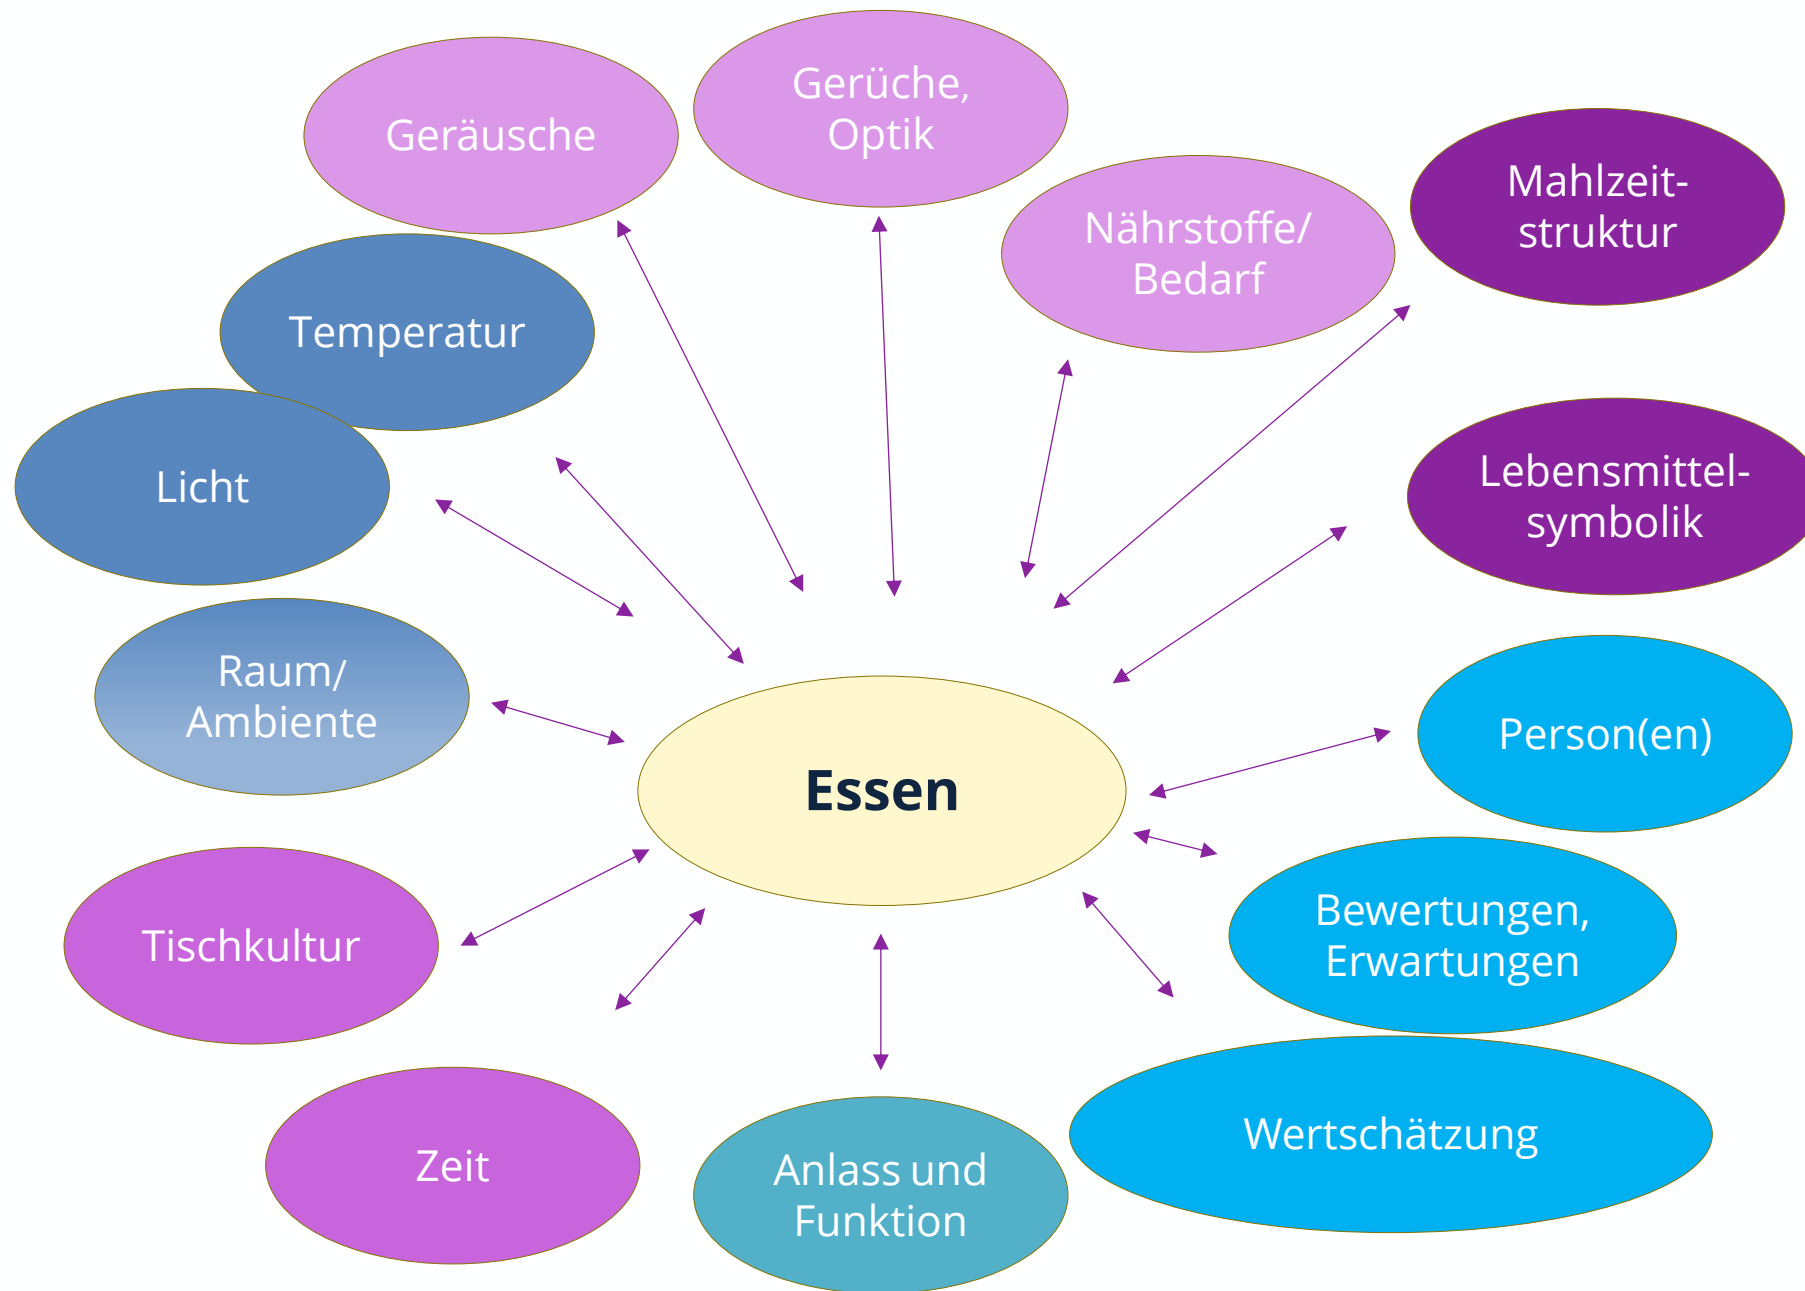 Geräusche
Gerüche,
Optik
Nährstoffe/
Bedarf
Mahlzeit-
struktur
Temperatur
Licht
Lebensmittel-
symbolik
Raum/
Ambiente
Person(en)
Essen
Tischkultur
Bewertungen,
Erwartungen
Zeit
Anlass und
Funktion
Wertschätzung